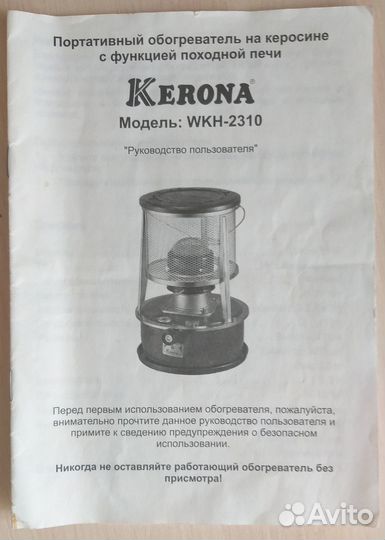 Портативный обогреватель на керосине
с функцией походной печи
KERONA®
Модель: WKH-2310
"Руководство пользователя"
Перед первым использованием обогревателя, пожалуйста,
внимательно прочтите данное руководство пользователя и
примите к сведению предупреждения о безопасном
использовании.
Никогда не оставляйте работающий обогреватель без
присмотра!
Avito